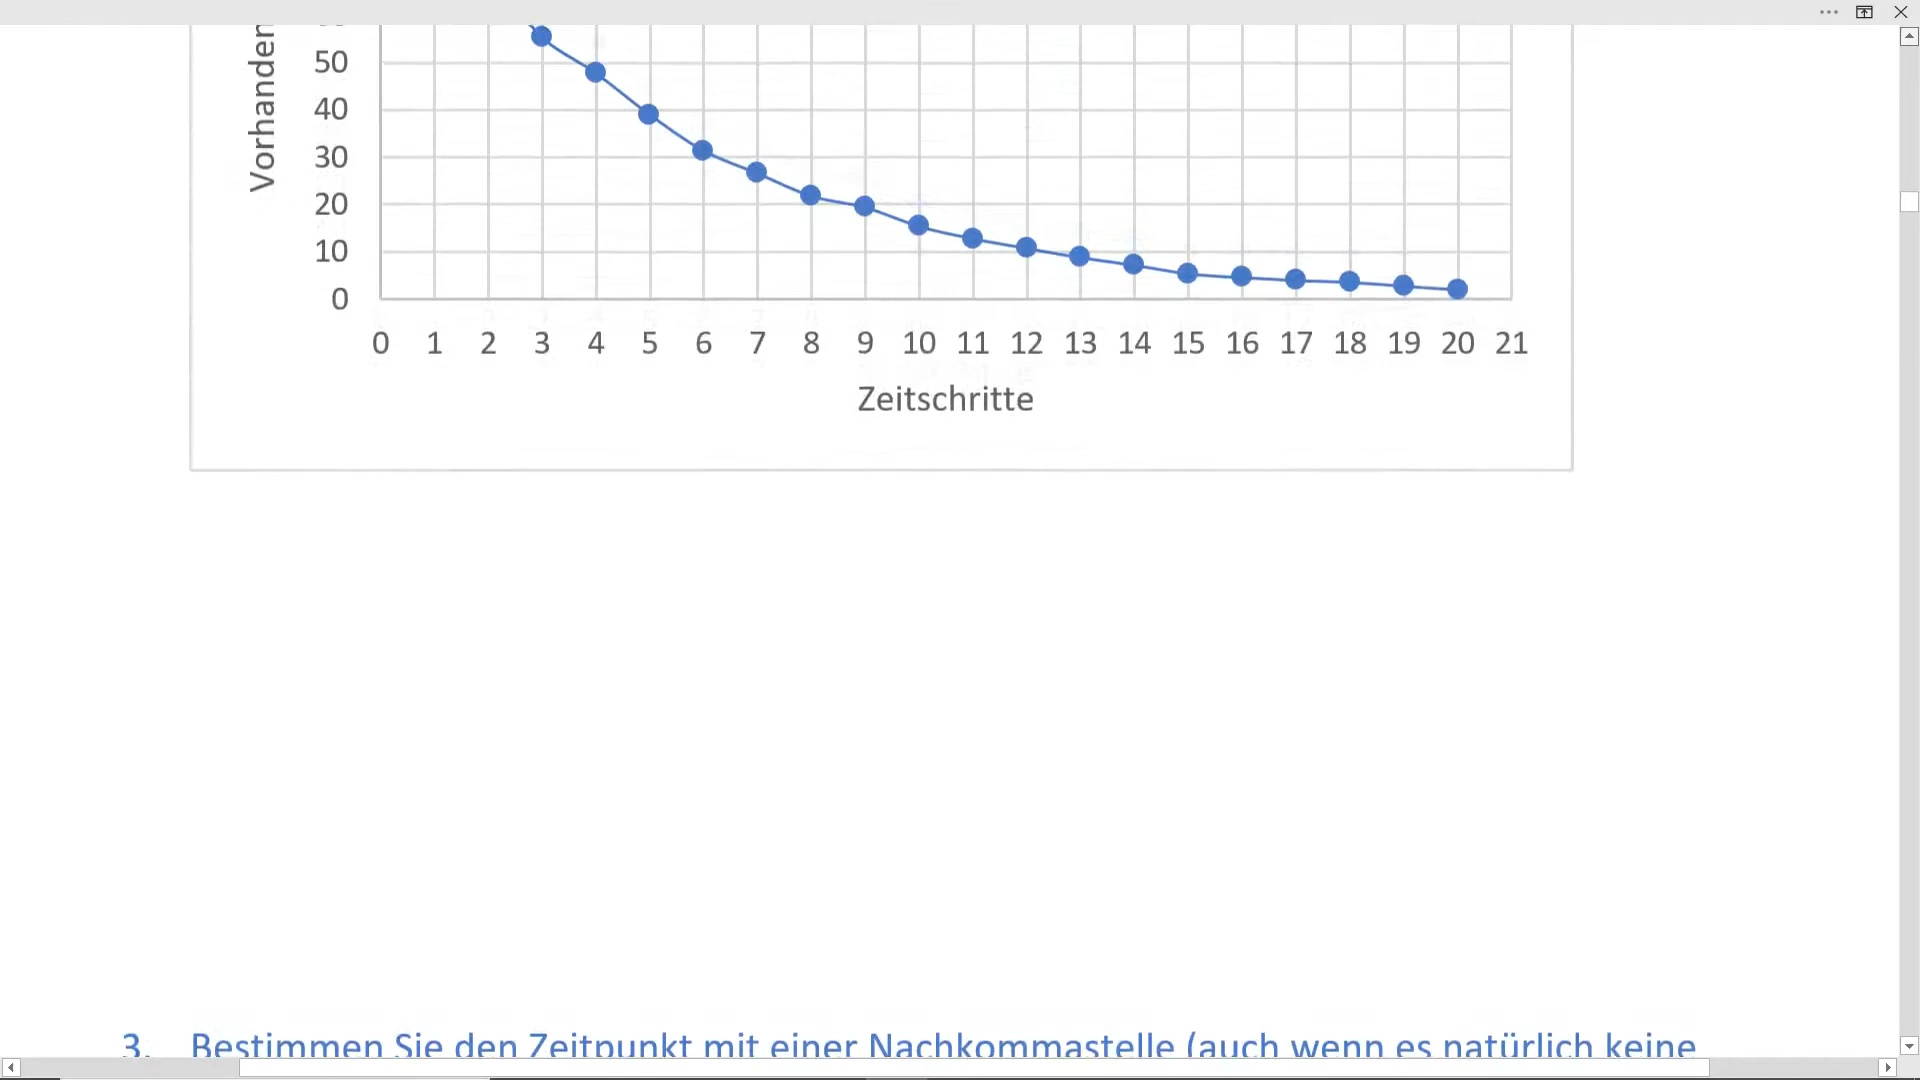 Vorhanden
50
40
30
20
10
0
0 1 2 3 4 5 6 7 8 9 10 11 12 13 14 15 16 17 18 19 20 21
Zeitschritte
3. Bestimmen Sie den Zeitpunkt mit einer Nachkommastelle (auch wenn es natürlich keine